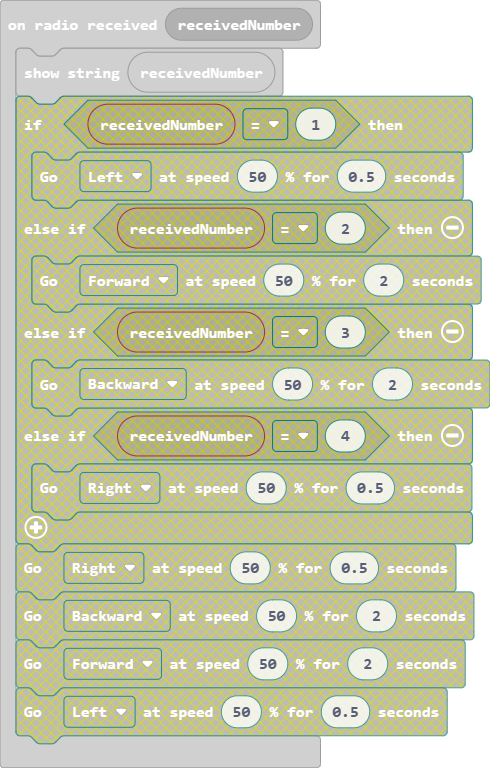 on radio received receivedNumber
show string receivedNumber
if receivedNumber = 1 then
Go Left at speed 50 % for 0.5 seconds
else if receivedNumber = 2 then
Go Forward at speed 50 % for 2 seconds
else if receivedNumber = 3 then
Go Backward at speed 50 % for 2 seconds
else if receivedNumber = 4 then
Go Right at speed 50 % for 0.5 seconds
Go Right at speed 50 % for 0.5 seconds
Go Backward at speed 50 % for 2 seconds
Go Forward at speed 50 % for 2 seconds
Go Left at speed 50 % for 0.5 seconds